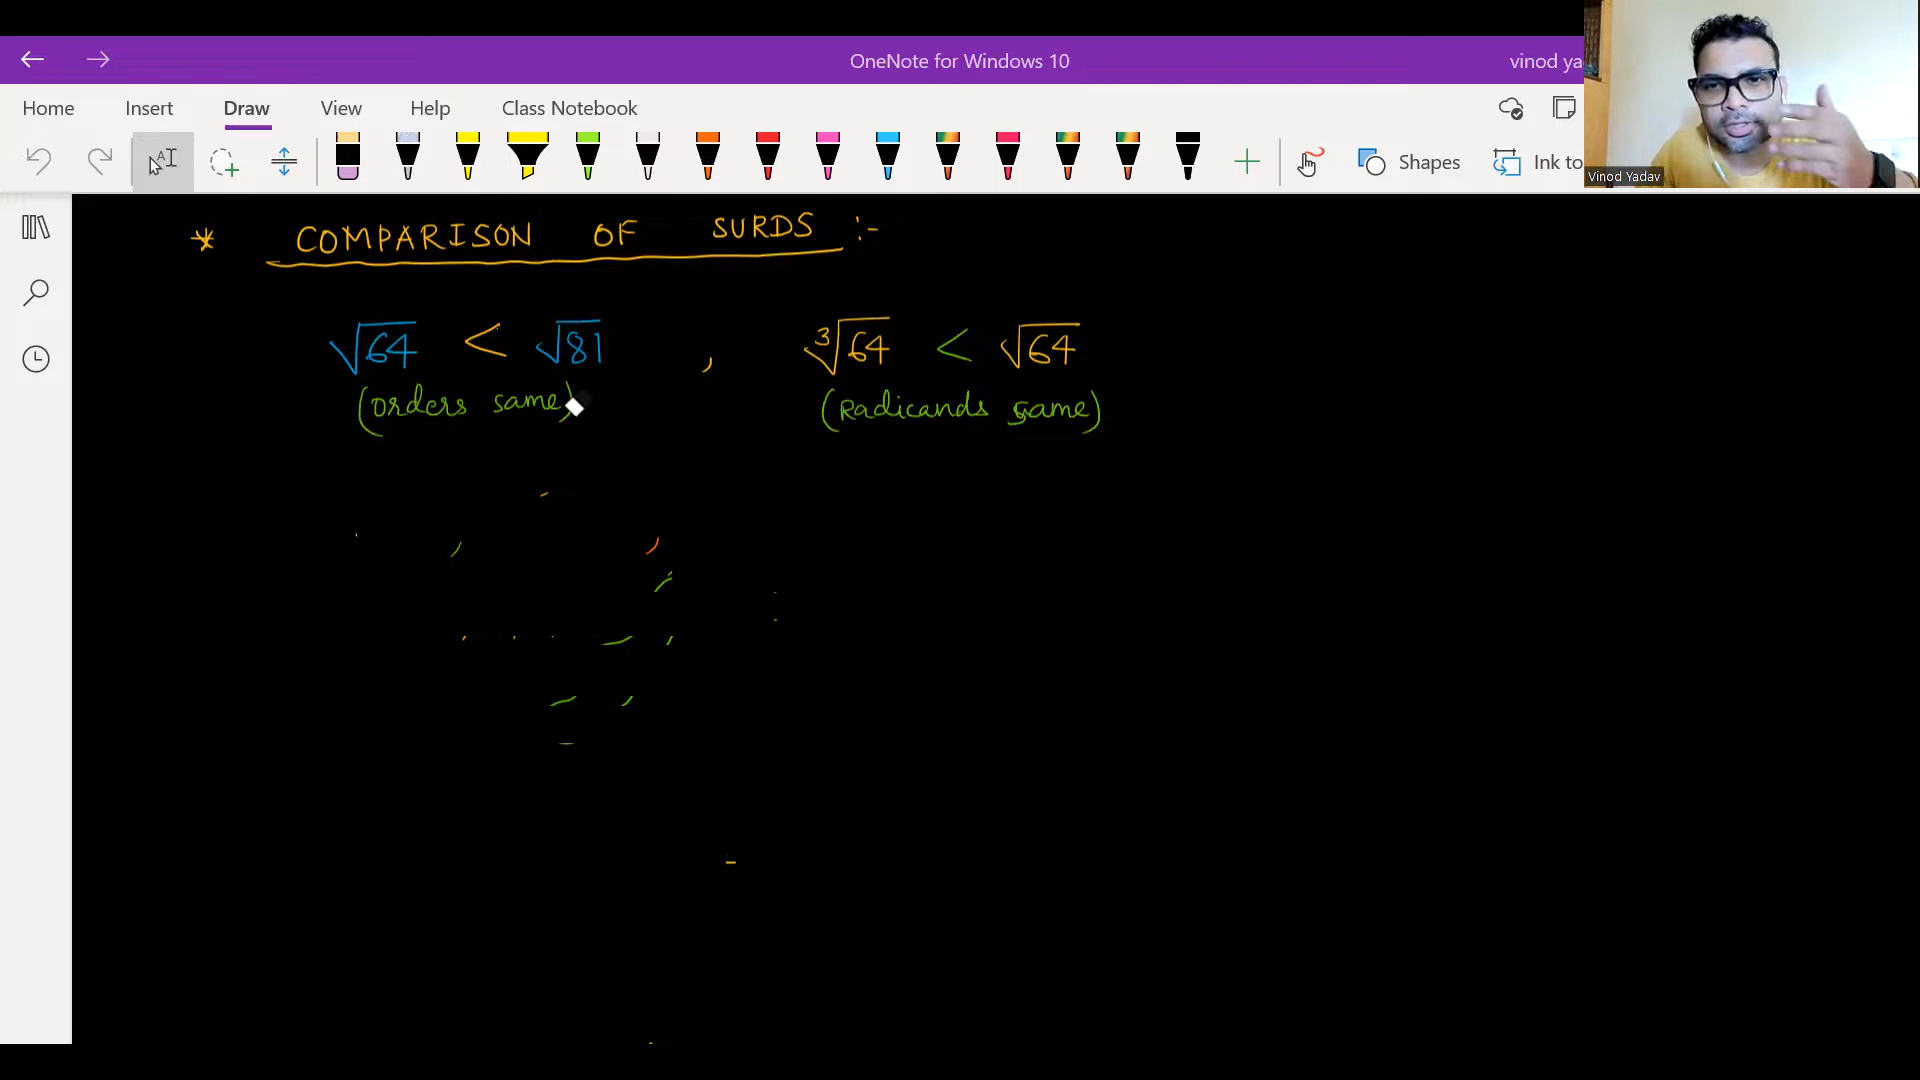 OneNote for Windows 10
vinod ya
Home Insert Draw View Help Class Notebook
Shapes
Ink to
Vinod Yadav
* COMPARISON OF SURDS :-
√64 < √81 , ∛64 < √64
(orders same) (Radicands same)